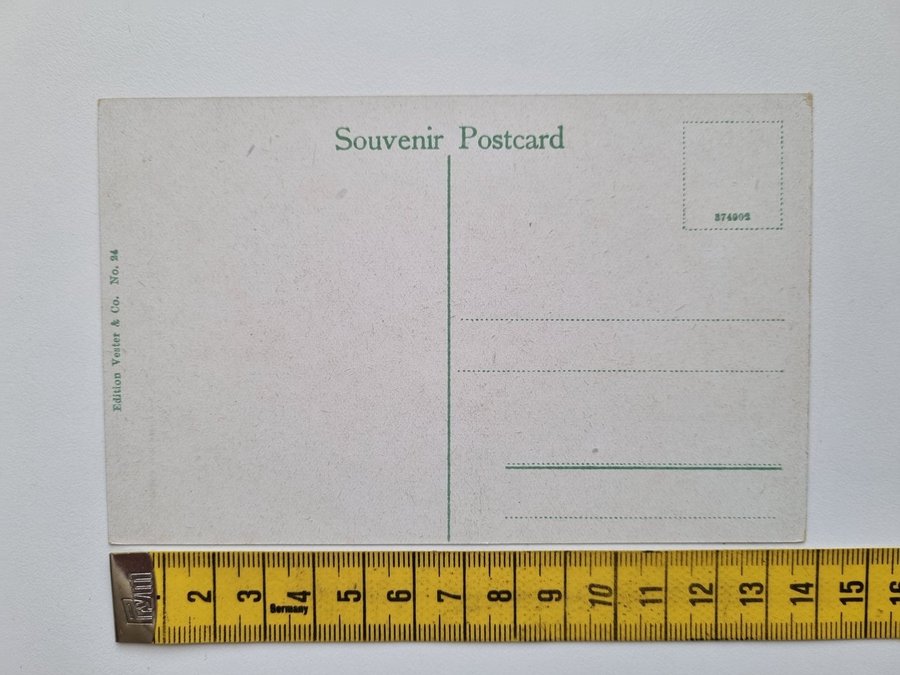 Souvenir Postcard
374902
Edition Vester & Co. No. 24
2 3 4 5 6 7 8 9 10 11 12 13 14 15 16
Germany